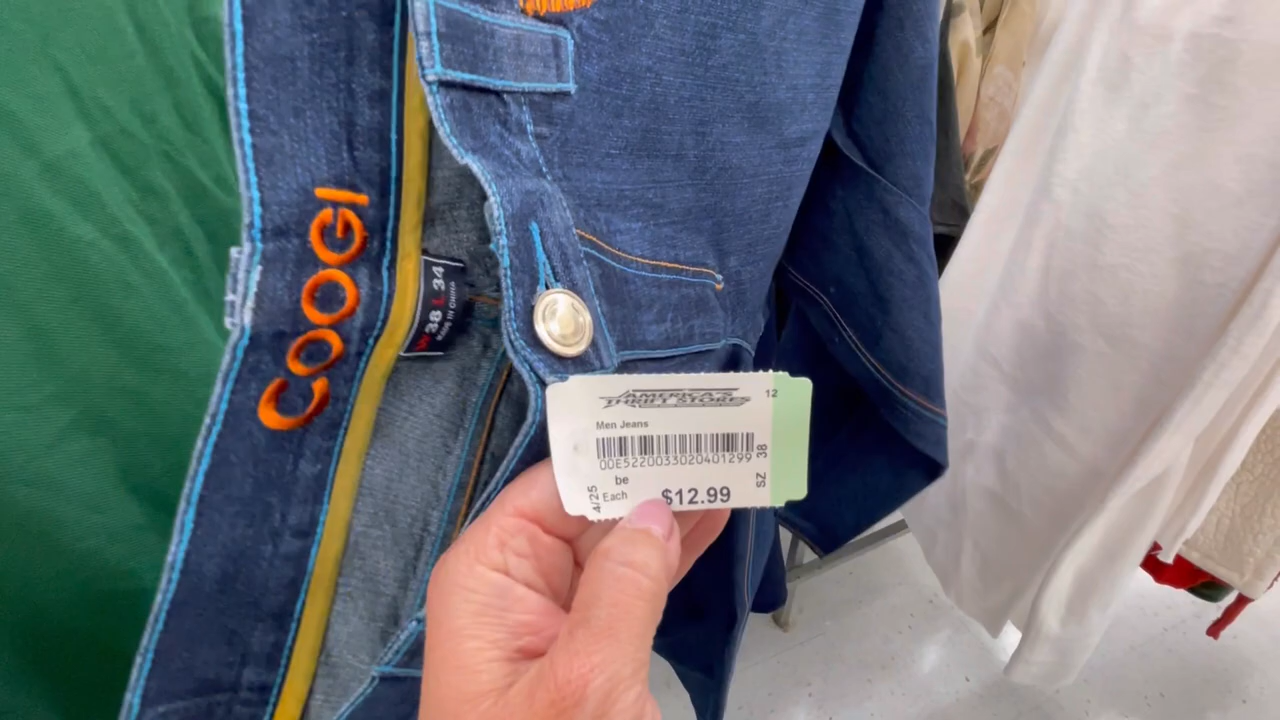 COOGI
W 38 L 34
MADE IN CHINA
AMERICA'S
THRIFT STORES
12
Men Jeans
00E5220033020401299
SZ 38
be
4/25
Each
$12.99